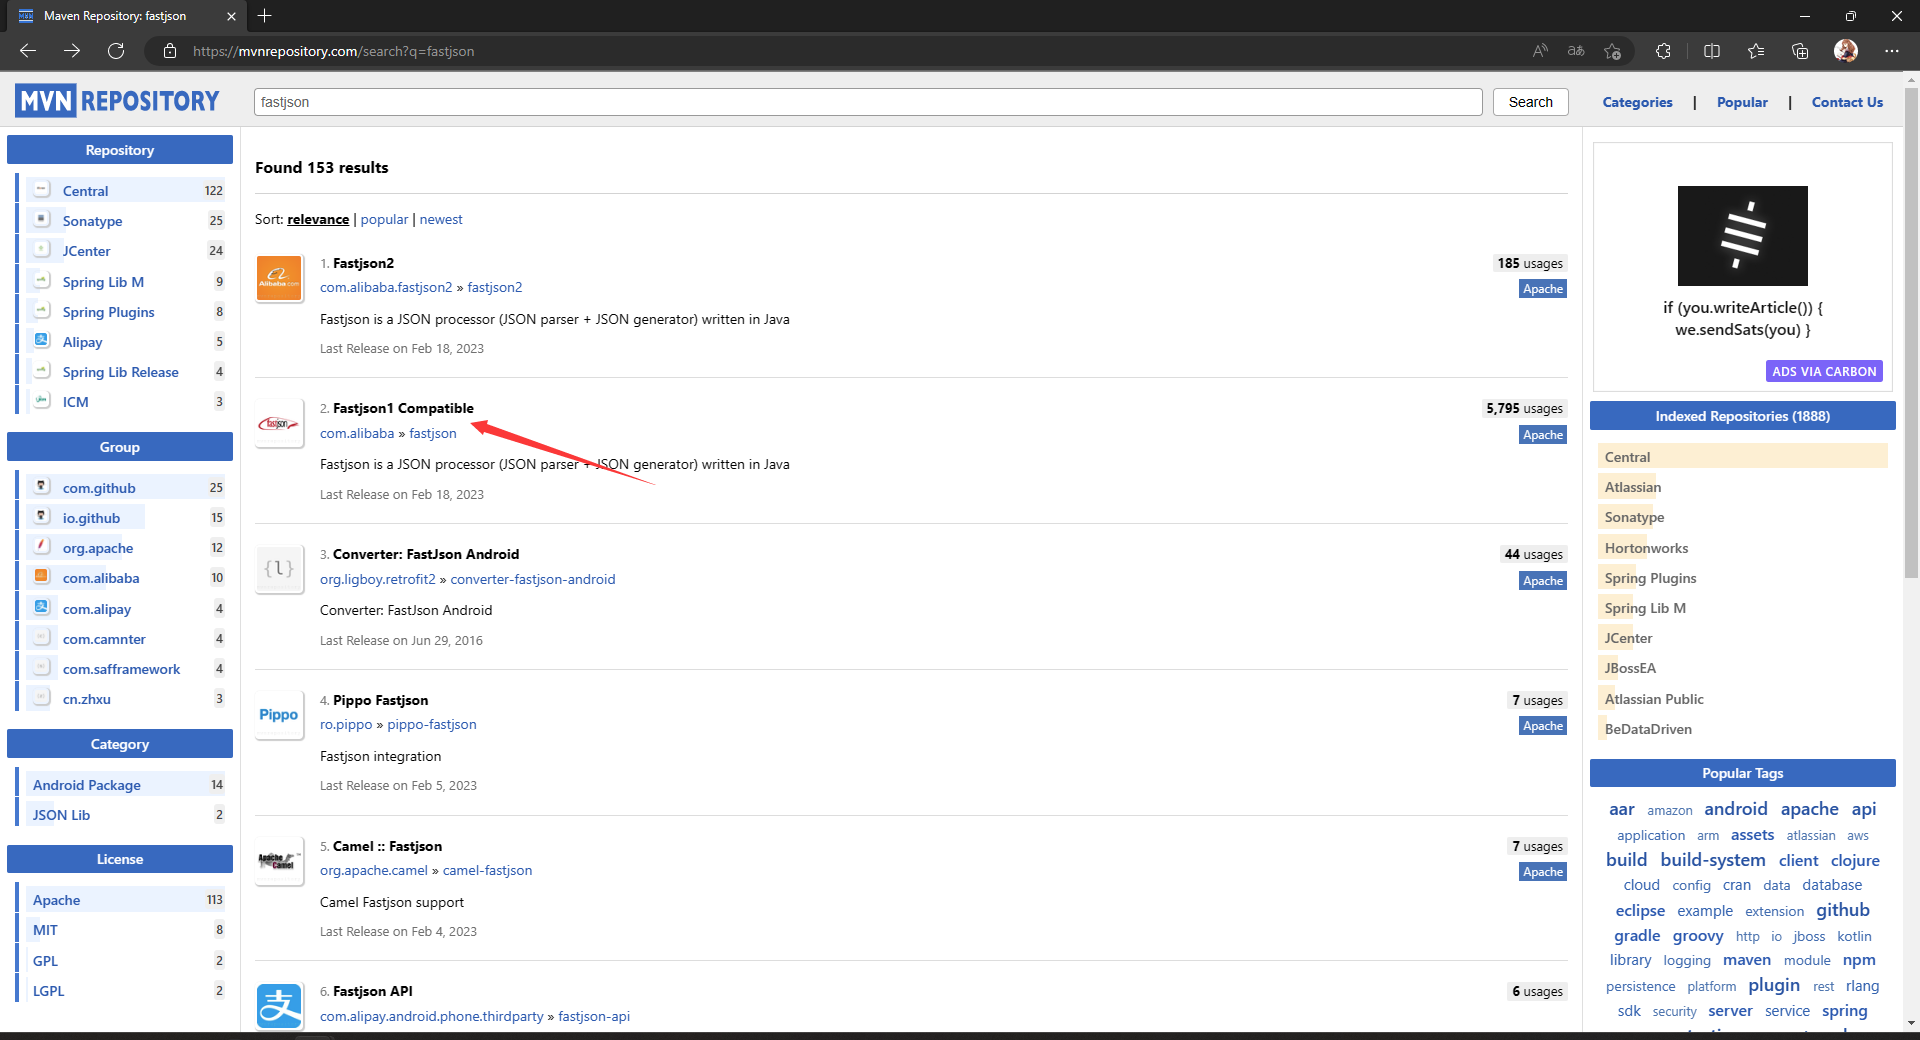 Maven Repository: fastjson
https://mvnrepository.com/search?q=fastjson
MVN REPOSITORY
fastjson
Search
Categories | Popular | Contact Us
Repository
Central 122
Sonatype 25
JCenter 24
Spring Lib M 9
Spring Plugins 8
Alipay 5
Spring Lib Release 4
ICM 3
Group
com.github 25
io.github 15
org.apache 12
com.alibaba 10
com.alipay 4
com.camnter 4
com.safframework 4
cn.zhxu 3
Category
Android Package 14
JSON Lib 2
License
Apache 113
MIT 8
GPL 2
LGPL 2
Found 153 results
Sort: relevance | popular | newest
Alibaba.com
1. Fastjson2
185 usages
com.alibaba.fastjson2 » fastjson2
Apache
Fastjson is a JSON processor (JSON parser + JSON generator) written in Java
Last Release on Feb 18, 2023
fastjson
2. Fastjson1 Compatible
5,795 usages
com.alibaba » fastjson
Apache
Fastjson is a JSON processor (JSON parser + JSON generator) written in Java
Last Release on Feb 18, 2023
{l}
3. Converter: FastJson Android
44 usages
org.ligboy.retrofit2 » converter-fastjson-android
Apache
Converter: FastJson Android
Last Release on Jun 29, 2016
Pippo
4. Pippo Fastjson
7 usages
ro.pippo » pippo-fastjson
Apache
Fastjson integration
Last Release on Feb 5, 2023
Apache Camel
5. Camel :: Fastjson
7 usages
org.apache.camel » camel-fastjson
Apache
Camel Fastjson support
Last Release on Feb 4, 2023
支
6. Fastjson API
6 usages
com.alipay.android.phone.thirdparty » fastjson-api
if (you.writeArticle()) {
we.sendSats(you) }
ADS VIA CARBON
Indexed Repositories (1888)
Central
Atlassian
Sonatype
Hortonworks
Spring Plugins
Spring Lib M
JCenter
JBossEA
Atlassian Public
BeDataDriven
Popular Tags
aar amazon android apache api
application arm assets atlassian aws
build build-system client clojure
cloud config cran data database
eclipse example extension github
gradle groovy http io jboss kotlin
library logging maven module npm
persistence platform plugin rest rlang
sdk security server service spring